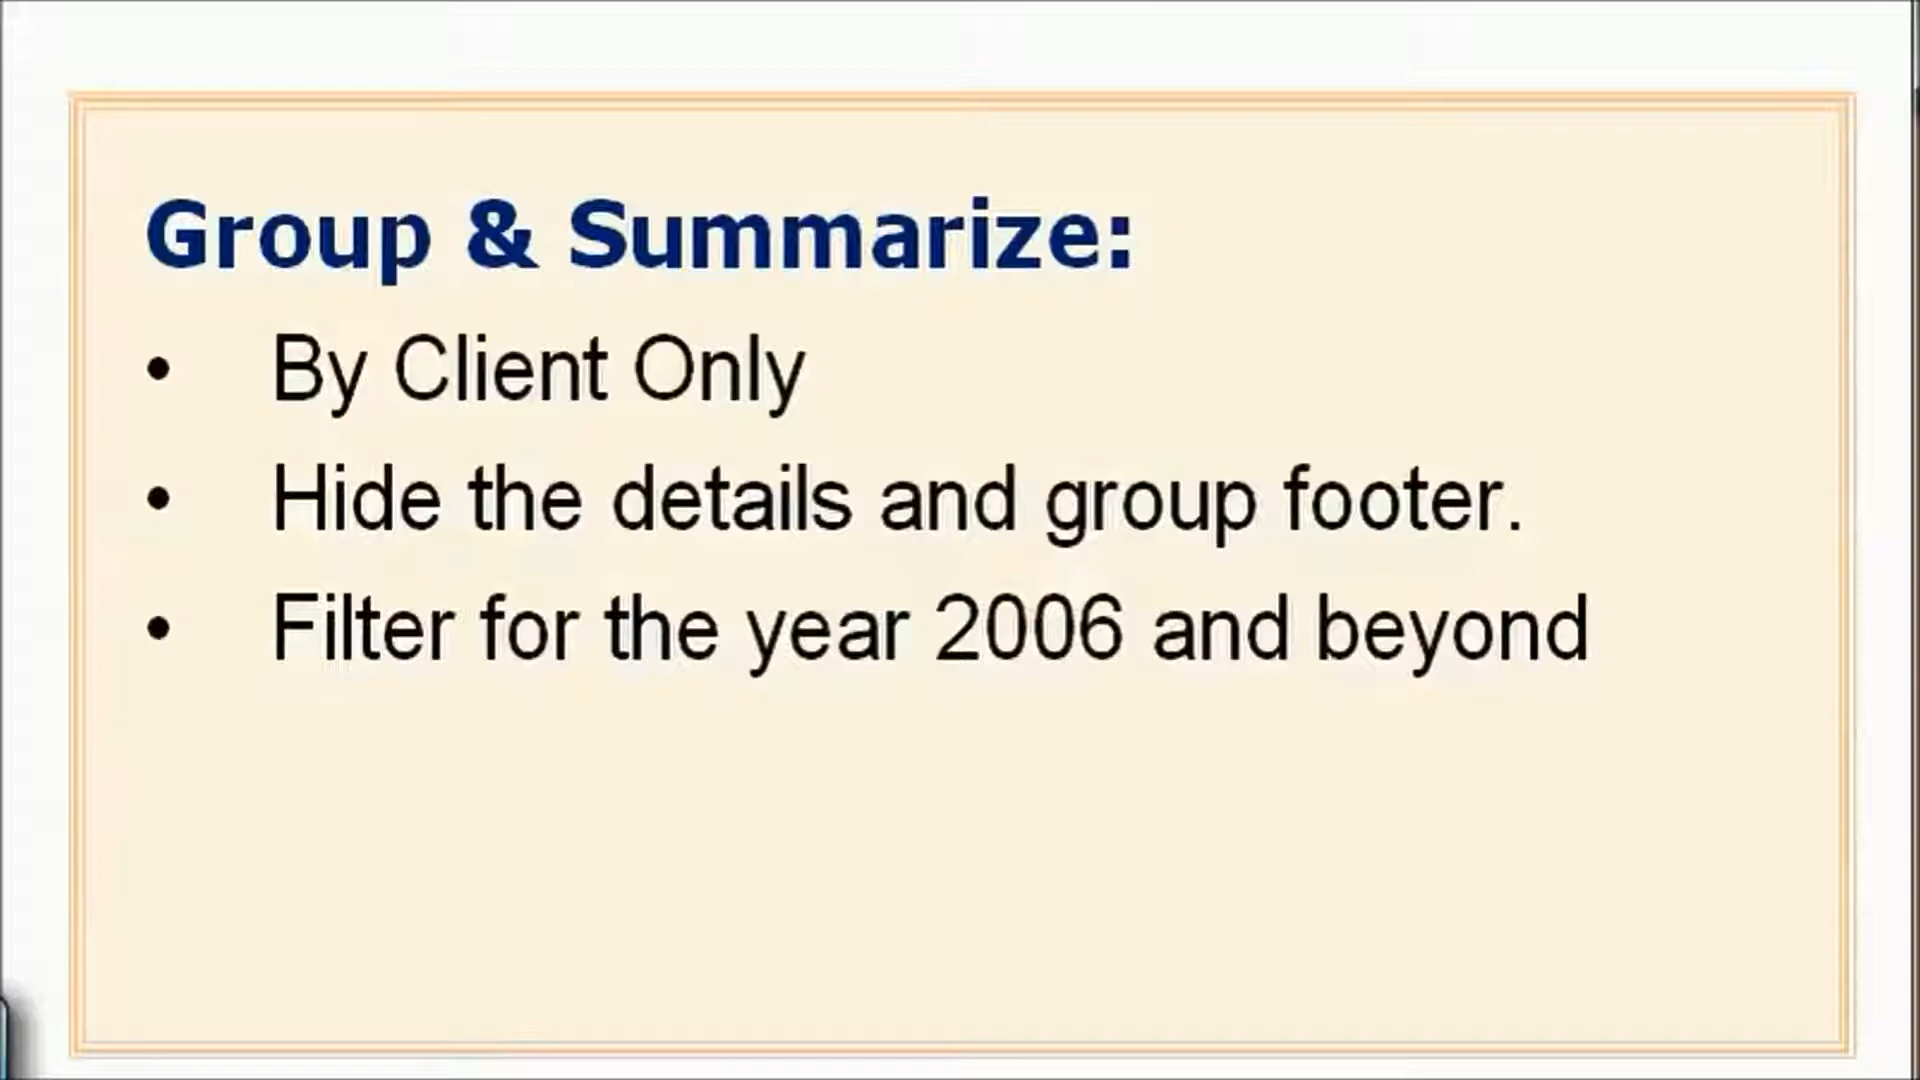 Group & Summarize:
• By Client Only
• Hide the details and group footer.
• Filter for the year 2006 and beyond